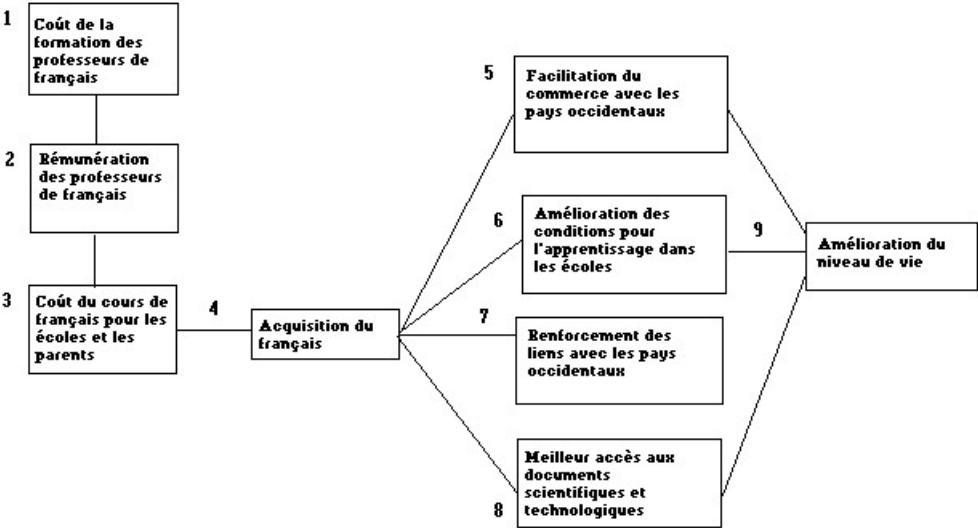 1
Coût de la
formation des
professeurs de
français
2
Rémunération
des professeurs
de français
3
Coût du cours de
français pour les
écoles et les
parents
4
Acquisition du
français
5
Facilitation du
commerce avec les
pays occidentaux
6
Amélioration des
conditions pour
l'apprentissage dans
les écoles
7
Renforcement des
liens avec les pays
occidentaux
8
Meilleur accès aux
documents
scientifiques et
technologiques
9
Amélioration du
niveau de vie